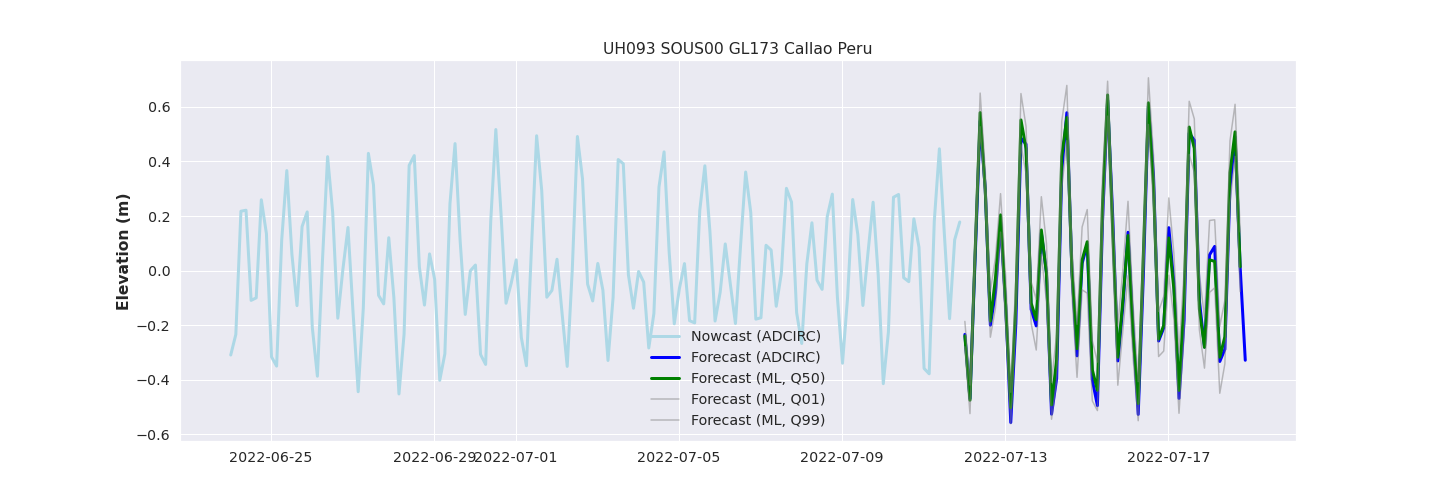 UH093 SOUS00 GL173 Callao Peru
Elevation (m)
0.6
0.4
0.2
0.0
−0.2
−0.4
−0.6
Nowcast (ADCIRC)
Forecast (ADCIRC)
Forecast (ML, Q50)
Forecast (ML, Q01)
Forecast (ML, Q99)
2022-06-25 2022-06-29 2022-07-01 2022-07-05 2022-07-09 2022-07-13 2022-07-17